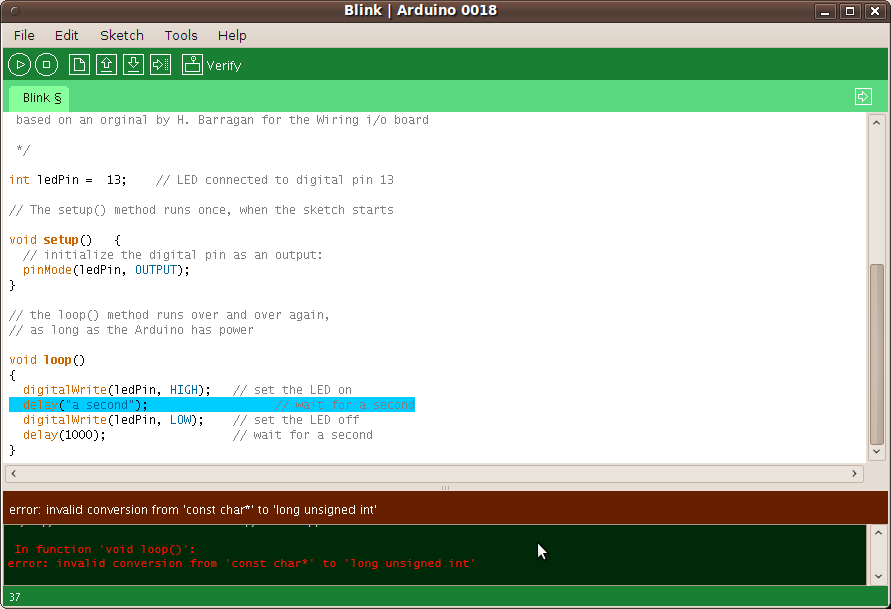 Blink | Arduino 0018
File Edit Sketch Tools Help
Verify
Blink §
based on an orginal by H. Barragan for the Wiring i/o board
*/
int ledPin =  13;    // LED connected to digital pin 13
// The setup() method runs once, when the sketch starts
void setup()   {
// initialize the digital pin as an output:
pinMode(ledPin, OUTPUT);
}
// the loop() method runs over and over again,
// as long as the Arduino has power
void loop()
{
digitalWrite(ledPin, HIGH);   // set the LED on
delay("a second");                  // wait for a second
digitalWrite(ledPin, LOW);    // set the LED off
delay(1000);                  // wait for a second
}
error: invalid conversion from 'const char*' to 'long unsigned int'
In function 'void loop()':
error: invalid conversion from 'const char*' to 'long unsigned int'
37